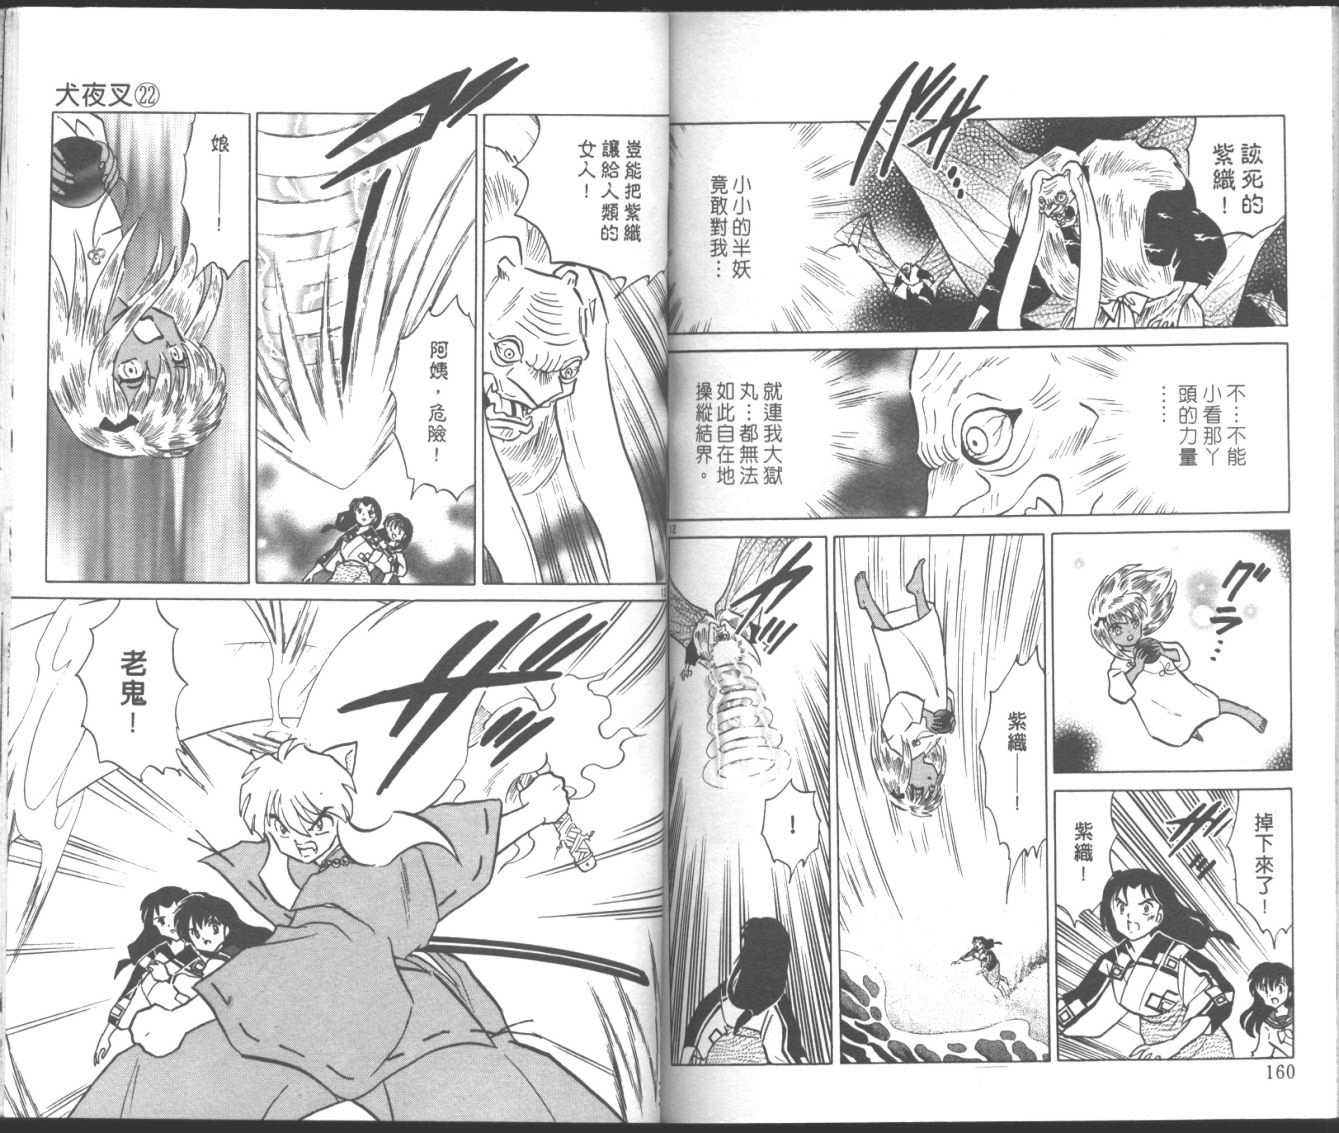 該死的
紫織！
小小的半妖
竟敢對我…
不…不能
小看那丫
頭的力量
……
就連我大獄
丸…都無法
如此自在地
操縱結界。
グラ…
掉下來了！
紫織！
紫織——！
！
160
犬夜叉㉒
豈能把紫織
讓給人類的
女人！
阿姨，危險！
娘——！
老鬼！